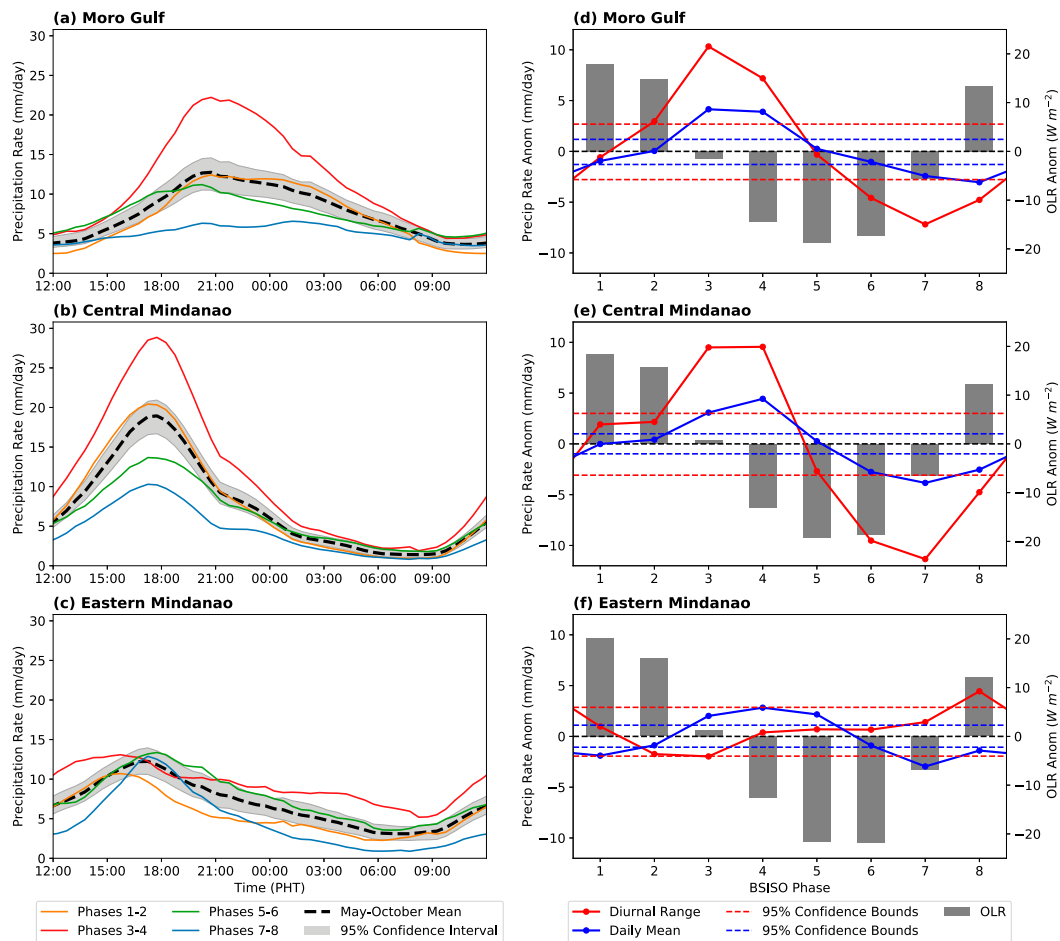 (a) Moro Gulf
Precipitation Rate (mm/day)
30
25
20
15
10
5
0
12:00 15:00 18:00 21:00 00:00 03:00 06:00 09:00
(d) Moro Gulf
Precip Rate Anom (mm/day)
10
5
0
−5
−10
1 2 3 4 5 6 7 8
20
10
0
−10
−20
OLR Anom (W m−2)
(b) Central Mindanao
Precipitation Rate (mm/day)
30
25
20
15
10
5
0
12:00 15:00 18:00 21:00 00:00 03:00 06:00 09:00
(e) Central Mindanao
Precip Rate Anom (mm/day)
10
5
0
−5
−10
1 2 3 4 5 6 7 8
20
10
0
−10
−20
OLR Anom (W m−2)
(c) Eastern Mindanao
Precipitation Rate (mm/day)
30
25
20
15
10
5
0
12:00 15:00 18:00 21:00 00:00 03:00 06:00 09:00
Time (PHT)
(f) Eastern Mindanao
Precip Rate Anom (mm/day)
10
5
0
−5
−10
1 2 3 4 5 6 7 8
BSISO Phase
20
10
0
−10
−20
OLR Anom (W m−2)
Phases 1-2 Phases 5-6 May-October Mean
Phases 3-4 Phases 7-8 95% Confidence Interval
Diurnal Range 95% Confidence Bounds OLR
Daily Mean 95% Confidence Bounds